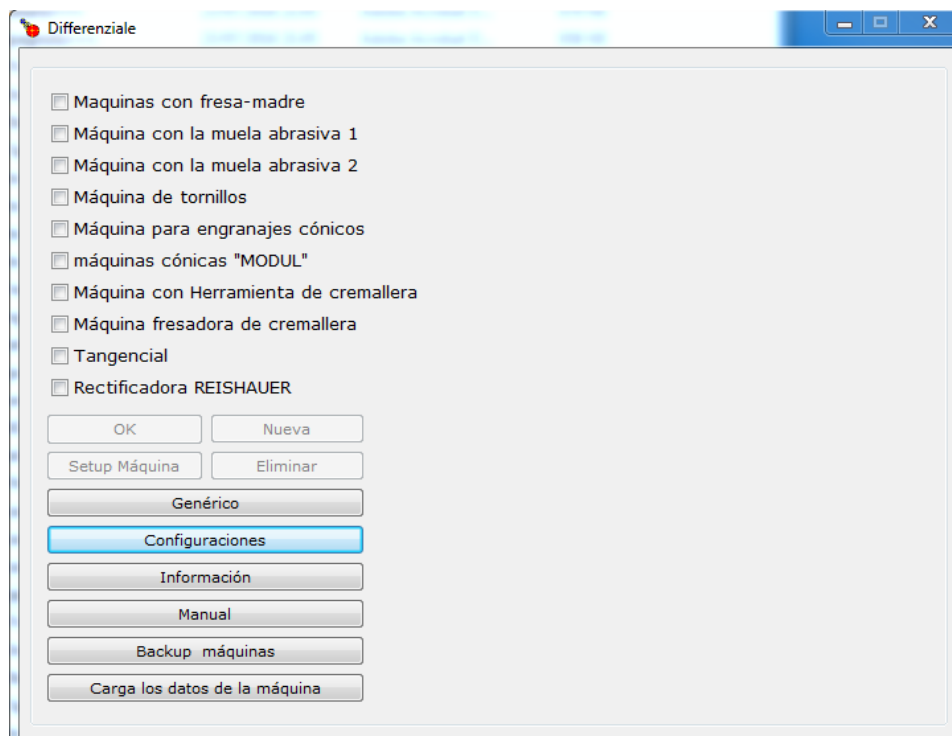 Differenziale
Maquinas con fresa-madre
Máquina con la muela abrasiva 1
Máquina con la muela abrasiva 2
Máquina de tornillos
Máquina para engranajes cónicos
máquinas cónicas "MODUL"
Máquina con Herramienta de cremallera
Máquina fresadora de cremallera
Tangencial
Rectificadora REISHAUER
OK Nueva
Setup Máquina Eliminar
Genérico
Configuraciones
Información
Manual
Backup máquinas
Carga los datos de la máquina